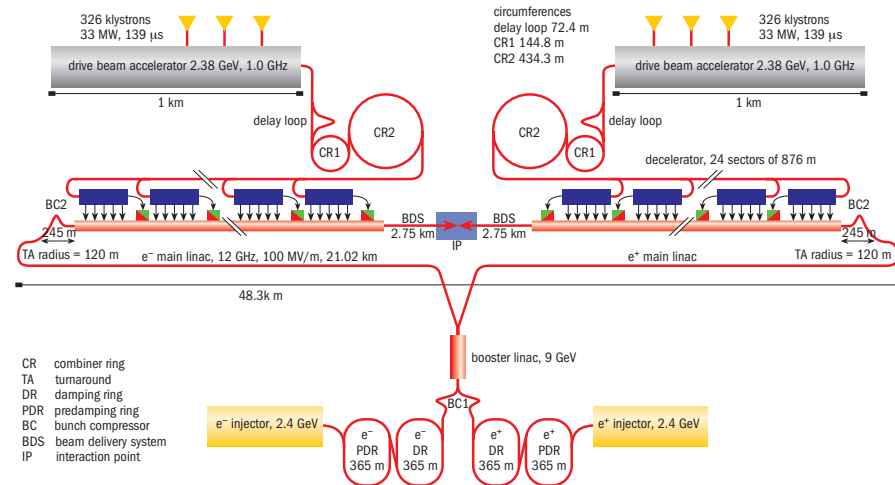 326 klystrons
33 MW, 139 μs
drive beam accelerator 2.38 GeV, 1.0 GHz
1 km
delay loop
CR1
CR2
circumferences
delay loop 72.4 m
CR1 144.8 m
CR2 434.3 m
326 klystrons
33 MW, 139 μs
drive beam accelerator 2.38 GeV, 1.0 GHz
1 km
delay loop
CR2
CR1
decelerator, 24 sectors of 876 m
BC2
245 m
TA radius = 120 m
BDS
2.75 km
IP
BDS
2.75 km
BC2
245 m
TA radius = 120 m
e⁻ main linac, 12 GHz, 100 MV/m, 21.02 km
e⁺ main linac
48.3k m
booster linac, 9 GeV
BC1
e⁻ injector, 2.4 GeV
e⁻
PDR
365 m
e⁻
DR
365 m
e⁺
DR
365 m
e⁺
PDR
365 m
e⁺ injector, 2.4 GeV
CR combiner ring
TA turnaround
DR damping ring
PDR predamping ring
BC bunch compressor
BDS beam delivery system
IP interaction point